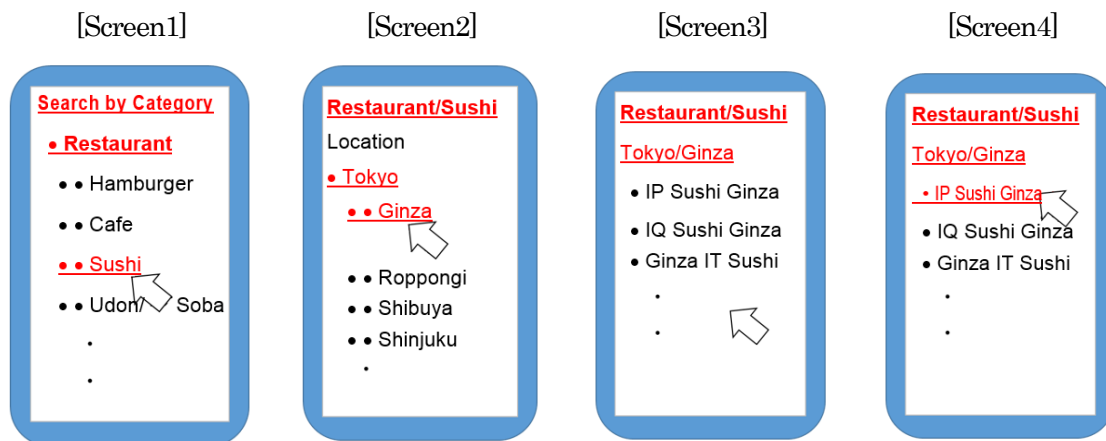 [Screen1]
Search by Category
• Restaurant
• • Hamburger
• • Cafe
• • Sushi
• • Udon/ Soba
•
•
[Screen2]
Restaurant/Sushi
Location
• Tokyo
• • Ginza
• • Roppongi
• • Shibuya
• • Shinjuku
•
[Screen3]
Restaurant/Sushi
Tokyo/Ginza
• IP Sushi Ginza
• IQ Sushi Ginza
• Ginza IT Sushi
•
•
[Screen4]
Restaurant/Sushi
Tokyo/Ginza
• IP Sushi Ginza
• IQ Sushi Ginza
• Ginza IT Sushi
•
•